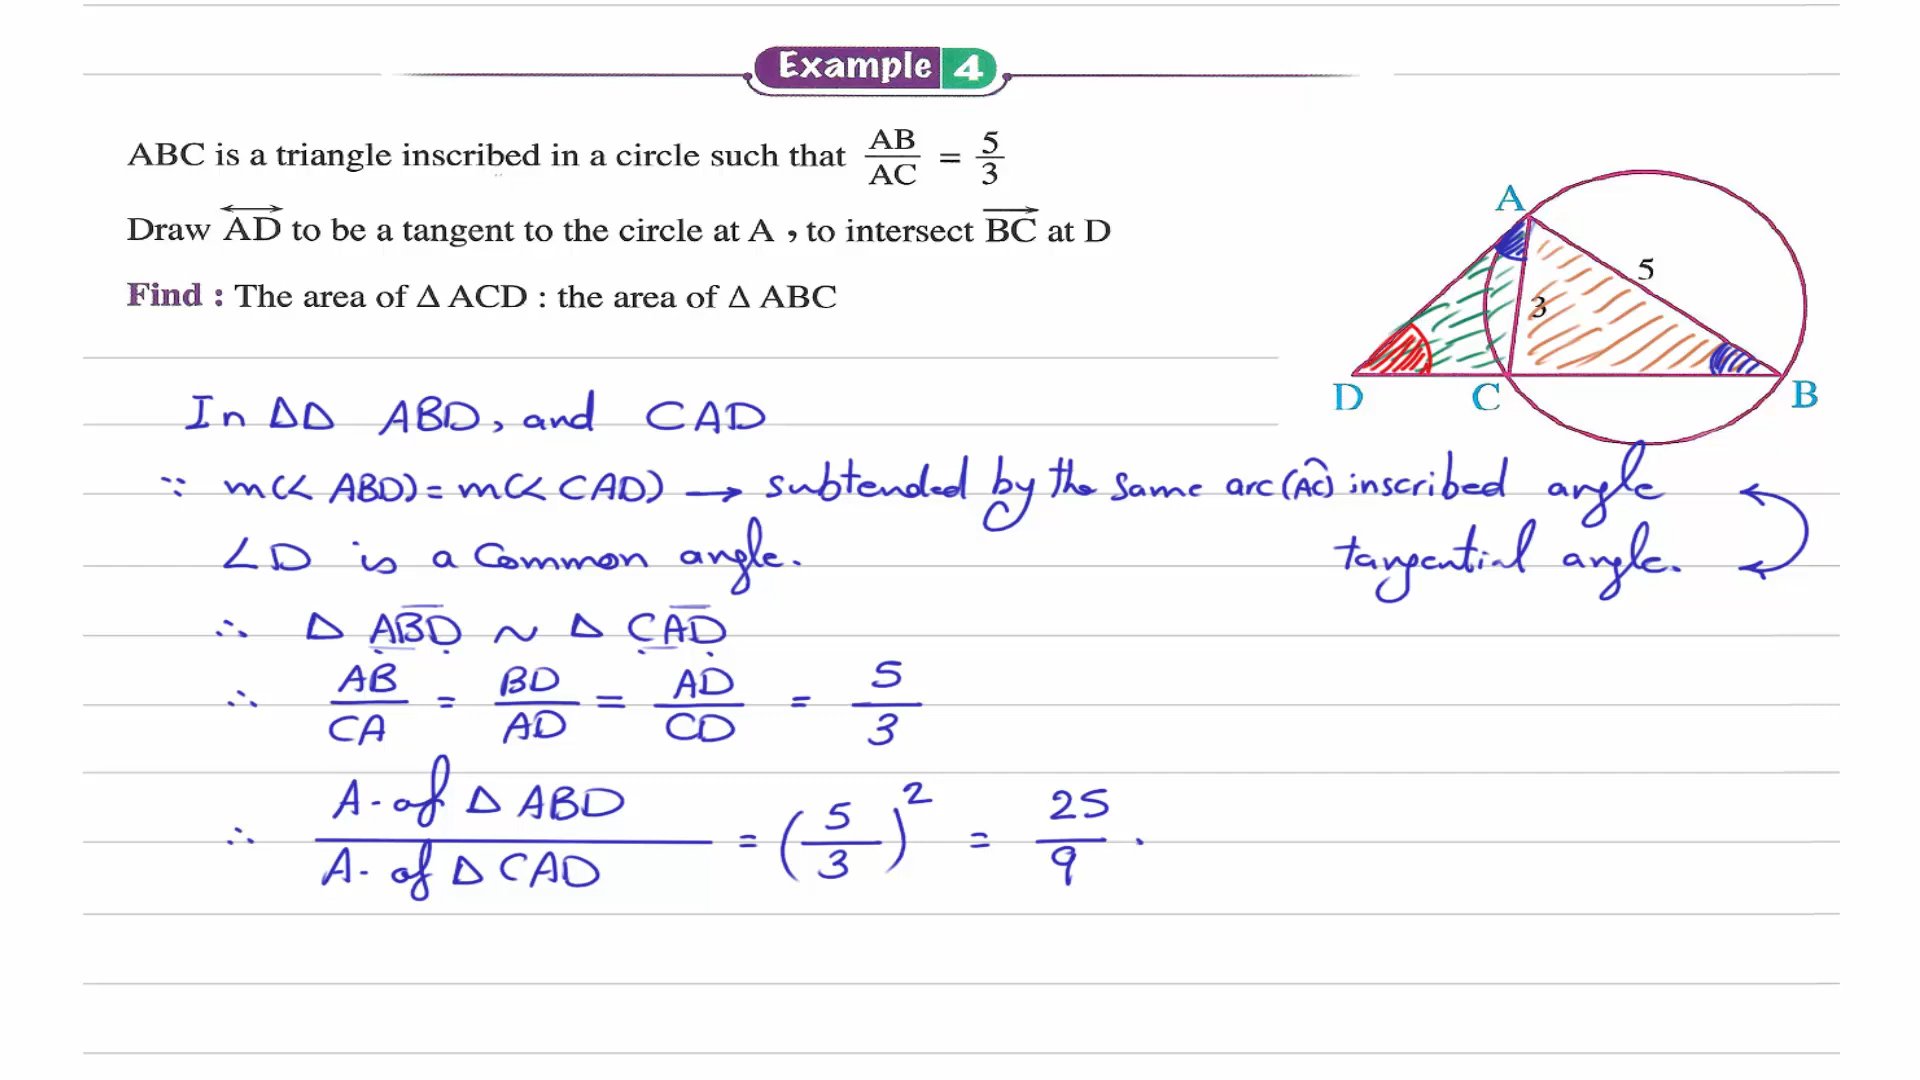 Example 4
ABC is a triangle inscribed in a circle such that AB/AC = 5/3
Draw AD to be a tangent to the circle at A , to intersect BC at D
Find : The area of Δ ACD : the area of Δ ABC
A
5
3
D
C
B
In ΔΔ ABD, and CAD
∵ m(< ABD) = m(< CAD) → subtended by the same arc (AC) inscribed angle
tangential angle.
∠D is a common angle.
∴ Δ ABD ~ Δ CAD
∴ AB/CA = BD/AD = AD/CD = 5/3
∴ A. of Δ ABD / A. of Δ CAD = (5/3)² = 25/9 .